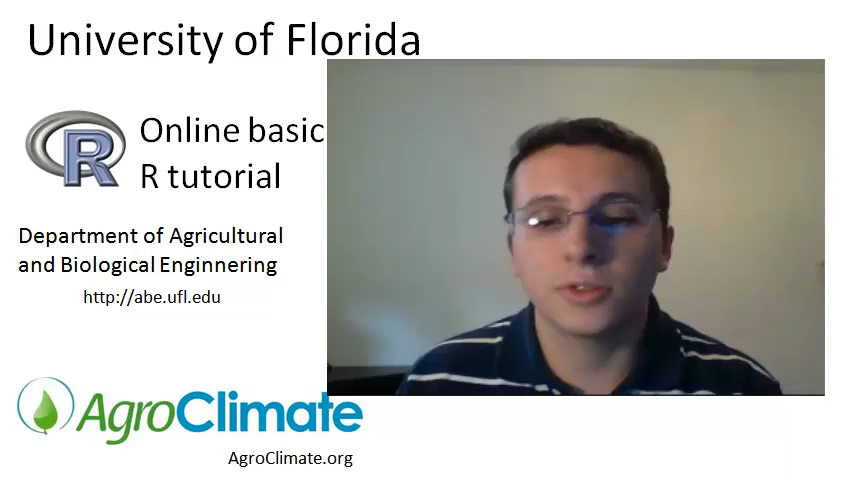 University of Florida
R
Online basic
R tutorial
Department of Agricultural
and Biological Enginnering
http://abe.ufl.edu
AgroClimate
AgroClimate.org